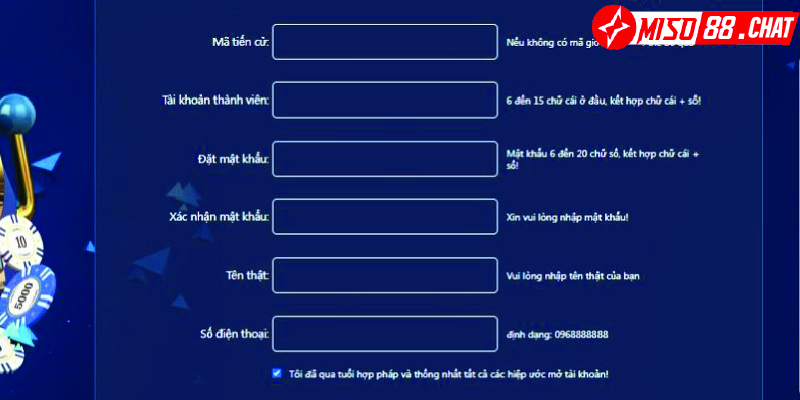 MISO 88.CHAT
Mã tiến cử:
Nếu không có mã giớ
Tài khoản thành viên:
6 đến 15 chữ cái ở đầu, kết hợp chữ cái + số!
Đặt mật khẩu:
Mật khẩu 6 đến 20 chữ số, kết hợp chữ cái +
số!
Xác nhận mật khẩu:
Xin vui lòng nhập mật khẩu!
Tên thật:
Vui lòng nhập tên thật của bạn
Số điện thoại:
định dạng: 0968888888
Tôi đã qua tuổi hợp pháp và thống nhất tất cả các hiệp ước mở tài khoản!
10
5000